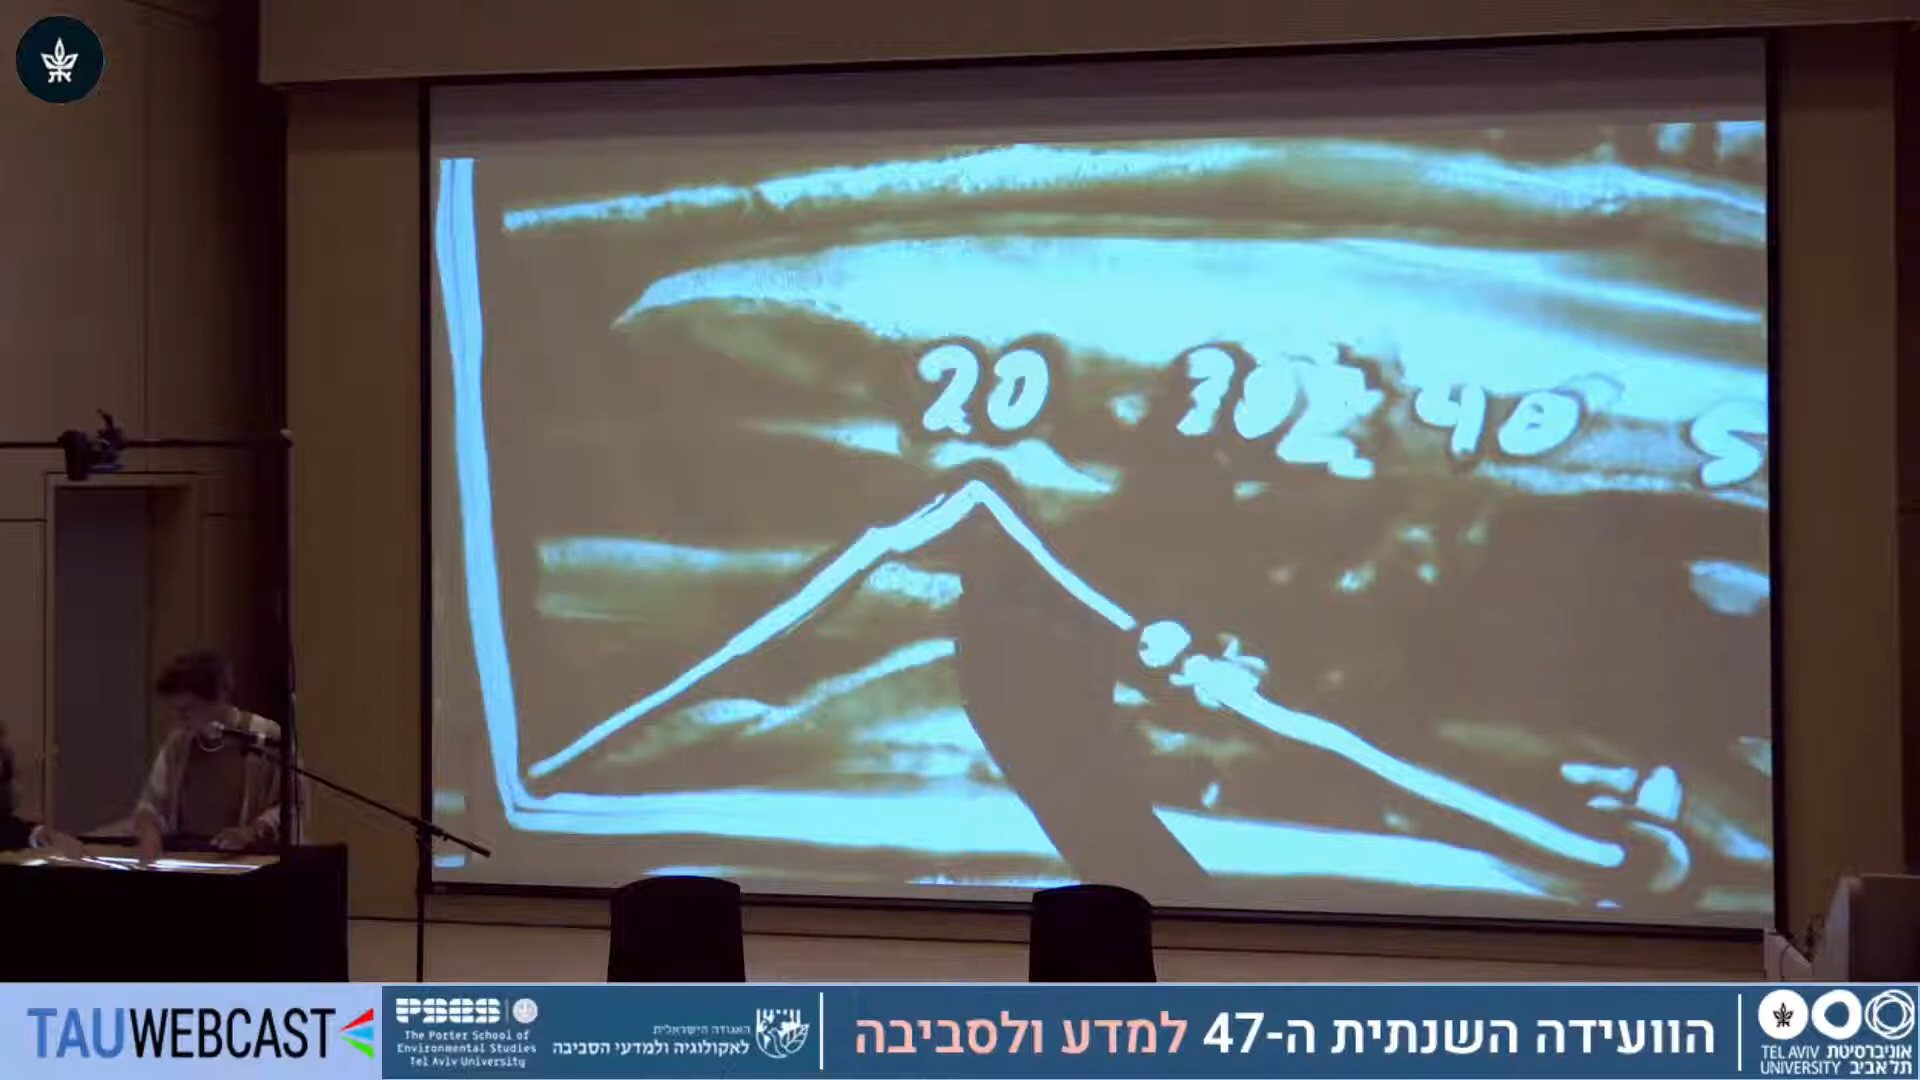 20 30 40 5
TAUWEBCAST
PSES
The Porter School of
Environmental Studies
Tel Aviv University
האגודה הישראלית
לאקולוגיה ולמדעי הסביבה
הוועידה השנתית ה-47 למדע ולסביבה
TEL AVIV אוניברסיטת
UNIVERSITY תל אביב